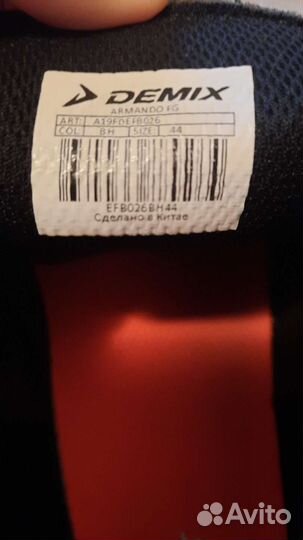 DEMIX
ARMANDO FG
ART: A19FDEFB026
COL: BH SIZE: 44
EFB026BH44
Сделано в Китае
Avito